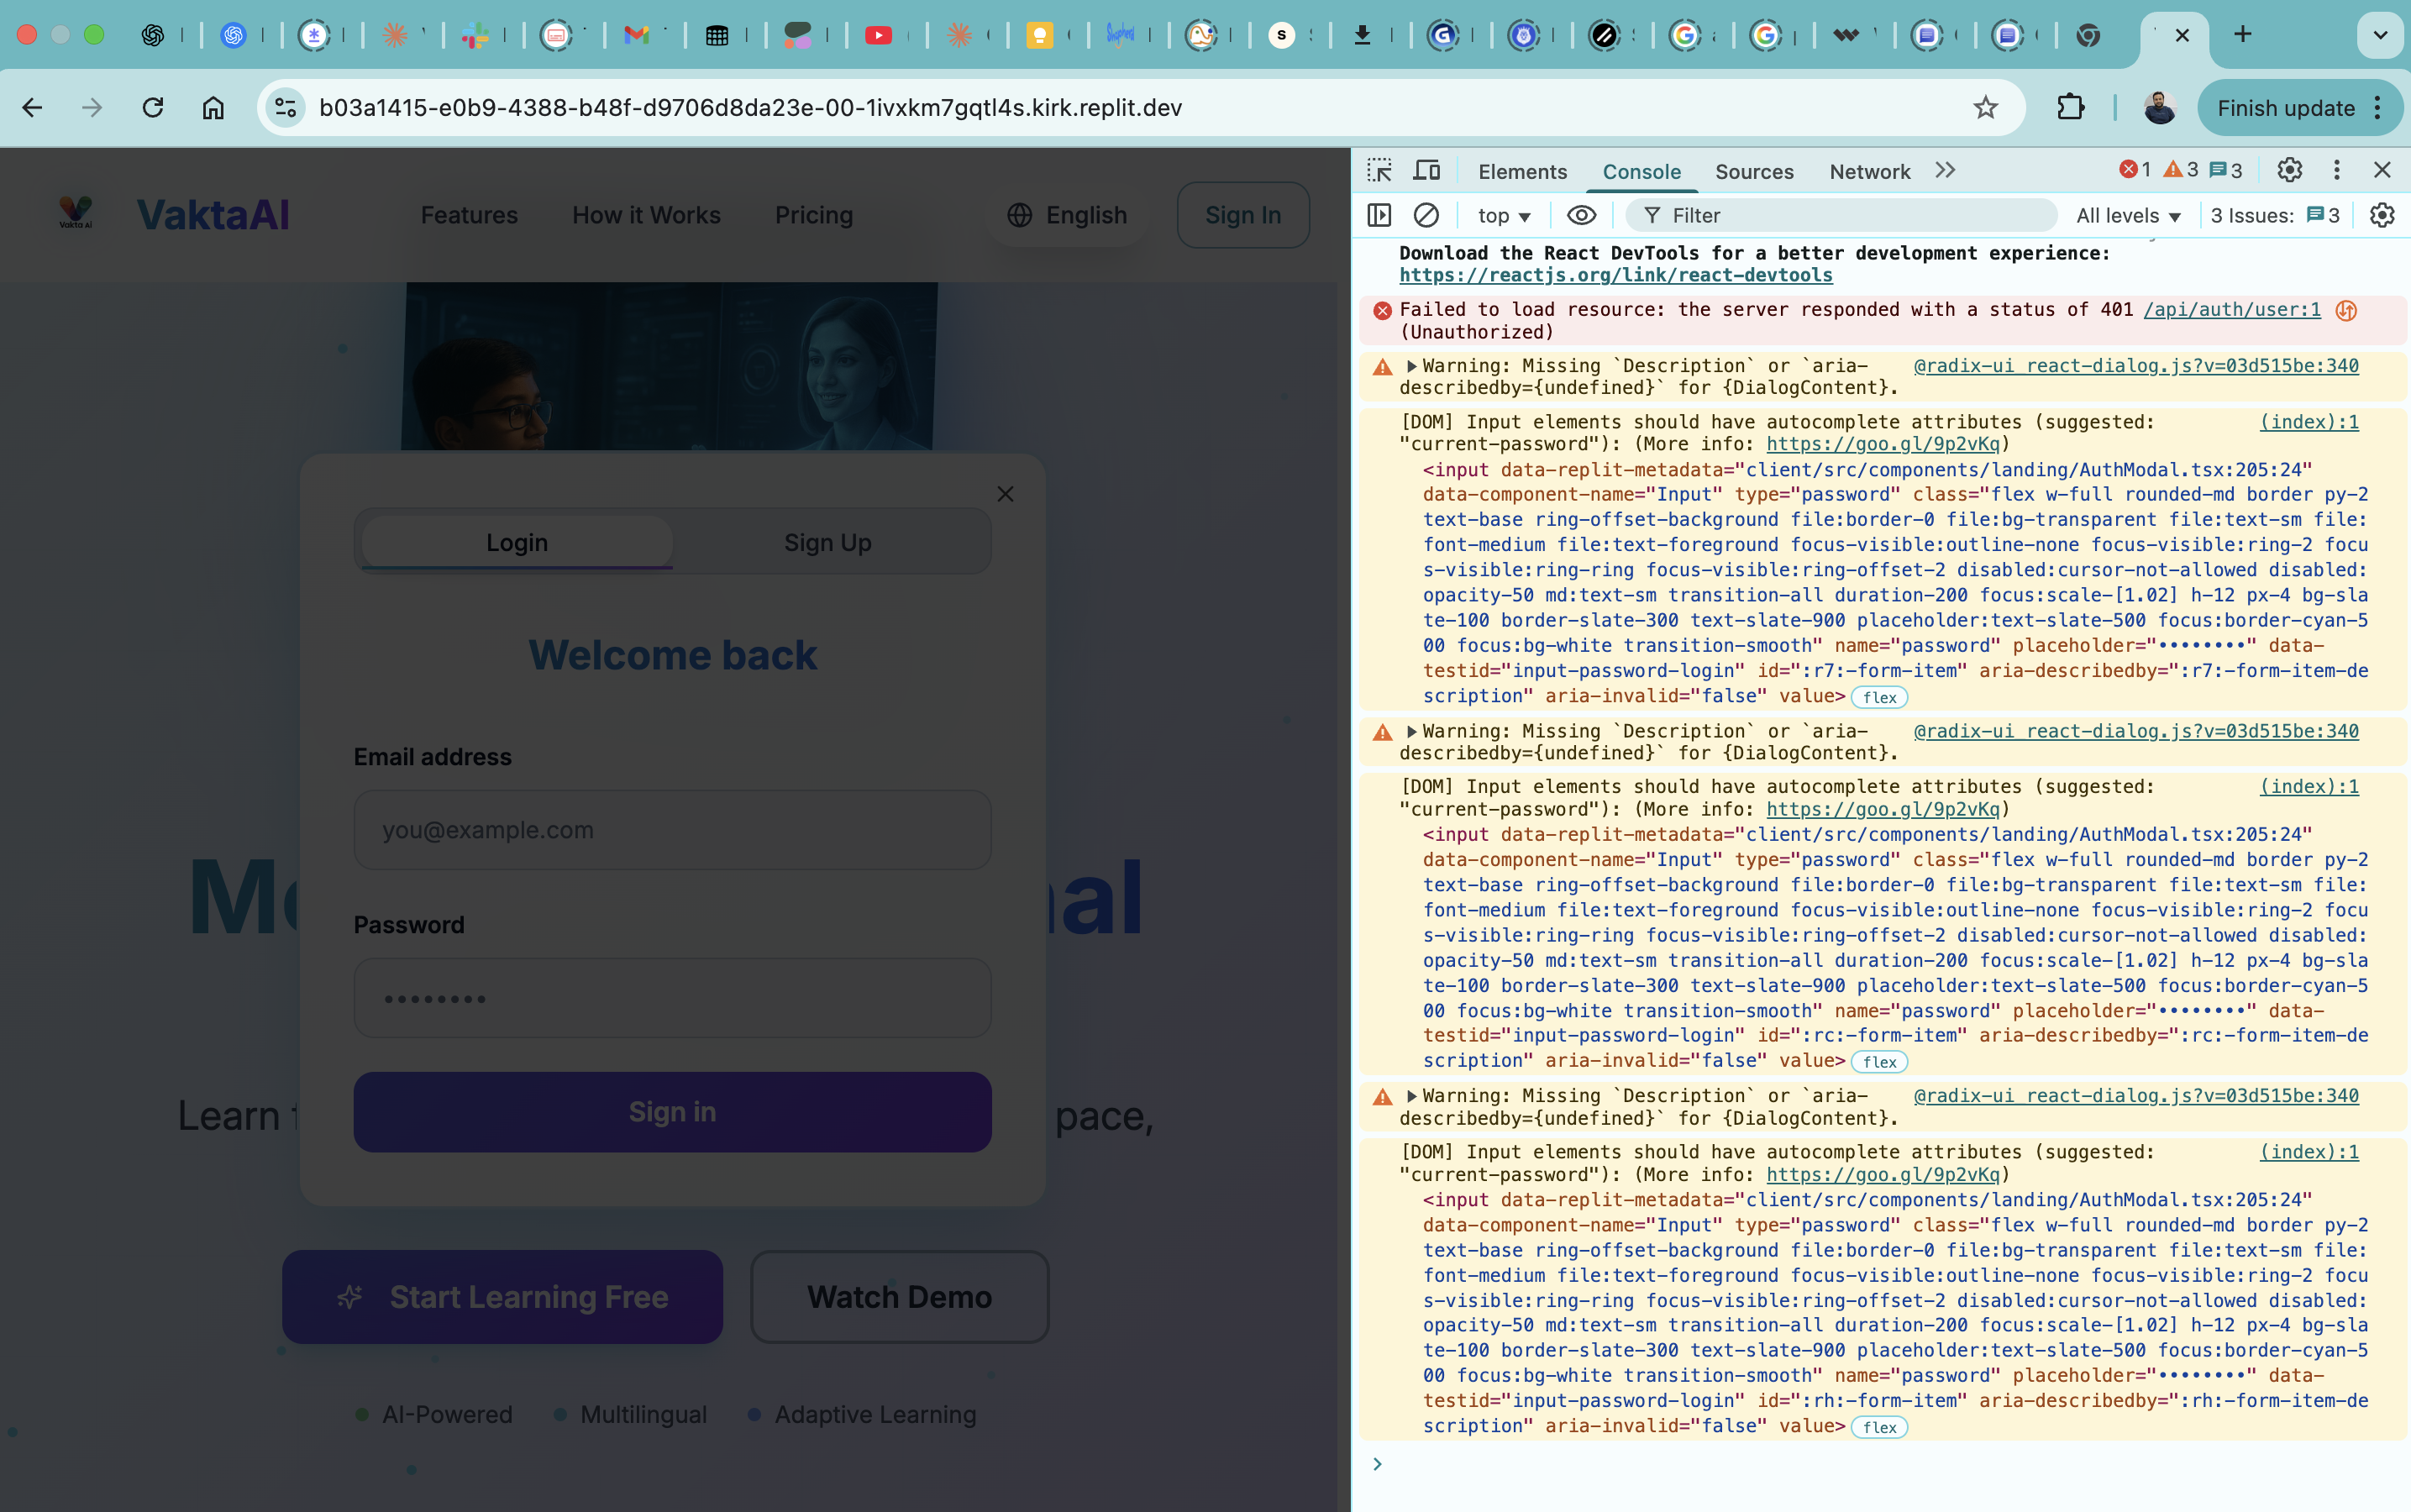 b03a1415-e0b9-4388-b48f-d9706d8da23e-00-1ivxkm7gqtl4s.kirk.replit.dev
Finish update
Vakta AI
VaktaAI
Features
How it Works
Pricing
English
Sign In
Login
Sign Up
Welcome back
Email address
you@example.com
Password
••••••••
Sign in
Learn
pace,
Start Learning Free
Watch Demo
AI-Powered
Multilingual
Adaptive Learning
Elements
Console
Sources
Network
1
3
3
top
Filter
All levels
3 Issues:
3
Download the React DevTools for a better development experience:
https://reactjs.org/link/react-devtools
Failed to load resource: the server responded with a status of 401 /api/auth/user:1
(Unauthorized)
Warning: Missing `Description` or `aria- @radix-ui_react-dialog.js?v=03d515be:340
describedby={undefined}` for {DialogContent}.
[DOM] Input elements should have autocomplete attributes (suggested: (index):1
"current-password"): (More info: https://goo.gl/9p2vKq)
<input data-replit-metadata="client/src/components/landing/AuthModal.tsx:205:24"
data-component-name="Input" type="password" class="flex w-full rounded-md border py-2
text-base ring-offset-background file:border-0 file:bg-transparent file:text-sm file:
font-medium file:text-foreground focus-visible:outline-none focus-visible:ring-2 focu
s-visible:ring-ring focus-visible:ring-offset-2 disabled:cursor-not-allowed disabled:
opacity-50 md:text-sm transition-all duration-200 focus:scale-[1.02] h-12 px-4 bg-sla
te-100 border-slate-300 text-slate-900 placeholder:text-slate-500 focus:border-cyan-5
00 focus:bg-white transition-smooth" name="password" placeholder="••••••••" data-
testid="input-password-login" id=":r7:-form-item" aria-describedby=":r7:-form-item-de
scription" aria-invalid="false" value> flex
Warning: Missing `Description` or `aria- @radix-ui_react-dialog.js?v=03d515be:340
describedby={undefined}` for {DialogContent}.
[DOM] Input elements should have autocomplete attributes (suggested: (index):1
"current-password"): (More info: https://goo.gl/9p2vKq)
<input data-replit-metadata="client/src/components/landing/AuthModal.tsx:205:24"
data-component-name="Input" type="password" class="flex w-full rounded-md border py-2
text-base ring-offset-background file:border-0 file:bg-transparent file:text-sm file:
font-medium file:text-foreground focus-visible:outline-none focus-visible:ring-2 focu
s-visible:ring-ring focus-visible:ring-offset-2 disabled:cursor-not-allowed disabled:
opacity-50 md:text-sm transition-all duration-200 focus:scale-[1.02] h-12 px-4 bg-sla
te-100 border-slate-300 text-slate-900 placeholder:text-slate-500 focus:border-cyan-5
00 focus:bg-white transition-smooth" name="password" placeholder="••••••••" data-
testid="input-password-login" id=":rc:-form-item" aria-describedby=":rc:-form-item-de
scription" aria-invalid="false" value> flex
Warning: Missing `Description` or `aria- @radix-ui_react-dialog.js?v=03d515be:340
describedby={undefined}` for {DialogContent}.
[DOM] Input elements should have autocomplete attributes (suggested: (index):1
"current-password"): (More info: https://goo.gl/9p2vKq)
<input data-replit-metadata="client/src/components/landing/AuthModal.tsx:205:24"
data-component-name="Input" type="password" class="flex w-full rounded-md border py-2
text-base ring-offset-background file:border-0 file:bg-transparent file:text-sm file:
font-medium file:text-foreground focus-visible:outline-none focus-visible:ring-2 focu
s-visible:ring-ring focus-visible:ring-offset-2 disabled:cursor-not-allowed disabled:
opacity-50 md:text-sm transition-all duration-200 focus:scale-[1.02] h-12 px-4 bg-sla
te-100 border-slate-300 text-slate-900 placeholder:text-slate-500 focus:border-cyan-5
00 focus:bg-white transition-smooth" name="password" placeholder="••••••••" data-
testid="input-password-login" id=":rh:-form-item" aria-describedby=":rh:-form-item-de
scription" aria-invalid="false" value> flex